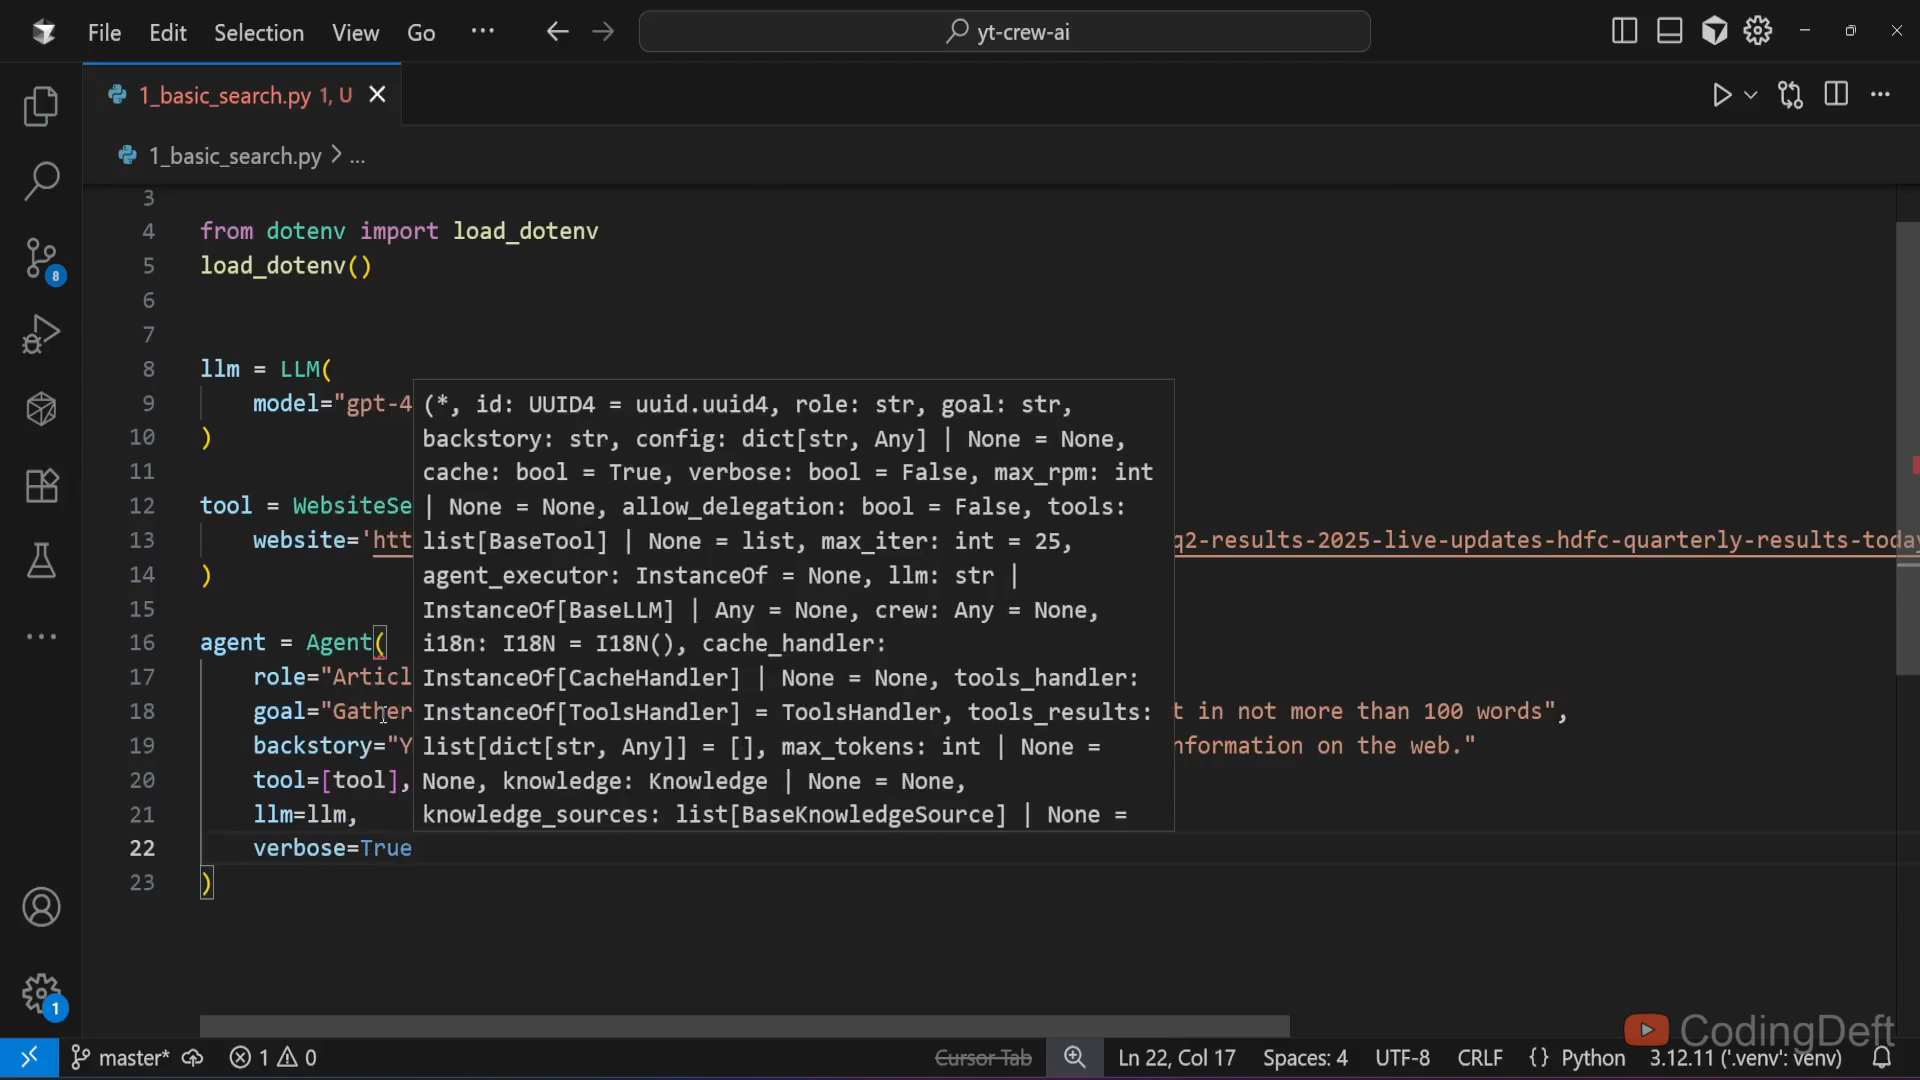 File Edit Selection View Go ··· yt-crew-ai
1_basic_search.py 1, U
1_basic_search.py > ...
3
4 from dotenv import load_dotenv
5 load_dotenv()
6
7
8 llm = LLM(
9 model="gpt-4
10 )
11
12 tool = WebsiteSe
13 website='htt q2-results-2025-live-updates-hdfc-quarterly-results-today
14 )
15
16 agent = Agent(
17 role="Articl
18 goal="Gather t in not more than 100 words",
19 backstory="Y nformation on the web."
20 tool=[tool],
21 llm=llm,
22 verbose=True
23 )
(*, id: UUID4 = uuid.uuid4, role: str, goal: str,
backstory: str, config: dict[str, Any] | None = None,
cache: bool = True, verbose: bool = False, max_rpm: int
| None = None, allow_delegation: bool = False, tools:
list[BaseTool] | None = list, max_iter: int = 25,
agent_executor: InstanceOf = None, llm: str |
InstanceOf[BaseLLM] | Any = None, crew: Any = None,
i18n: I18N = I18N(), cache_handler:
InstanceOf[CacheHandler] | None = None, tools_handler:
InstanceOf[ToolsHandler] = ToolsHandler, tools_results:
list[dict[str, Any]] = [], max_tokens: int | None =
None, knowledge: Knowledge | None = None,
knowledge_sources: list[BaseKnowledgeSource] | None =
8
1
CodingDeft
master* 1 0 Cursor Tab Ln 22, Col 17 Spaces: 4 UTF-8 CRLF {} Python 3.12.11 ('.venv': venv)